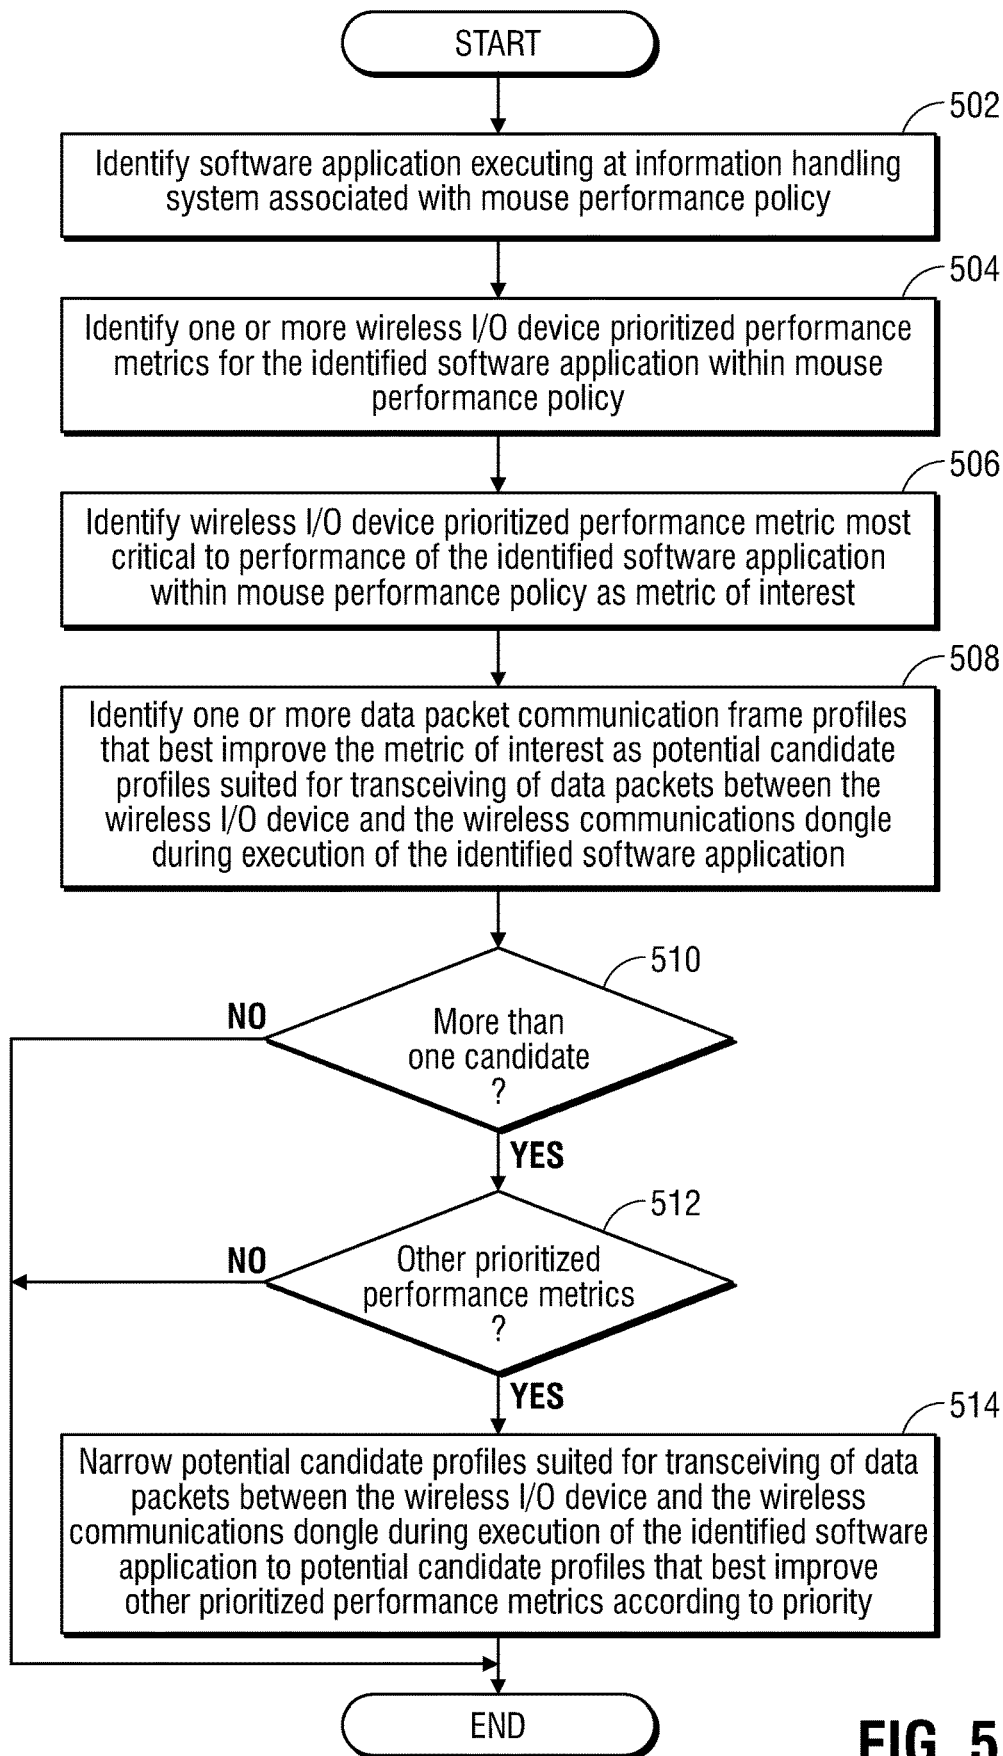 START
502
Identify software application executing at information handling
system associated with mouse performance policy
504
Identify one or more wireless I/O device prioritized performance
metrics for the identified software application within mouse
performance policy
506
Identify wireless I/O device prioritized performance metric most
critical to performance of the identified software application
within mouse performance policy as metric of interest
508
Identify one or more data packet communication frame profiles
that best improve the metric of interest as potential candidate
profiles suited for transceiving of data packets between the
wireless I/O device and the wireless communications dongle
during execution of the identified software application
510
NO
More than
one candidate
?
YES
512
NO
Other prioritized
performance metrics
?
YES
514
Narrow potential candidate profiles suited for transceiving of data
packets between the wireless I/O device and the wireless
communications dongle during execution of the identified software
application to potential candidate profiles that best improve
other prioritized performance metrics according to priority
END
FIG. 5